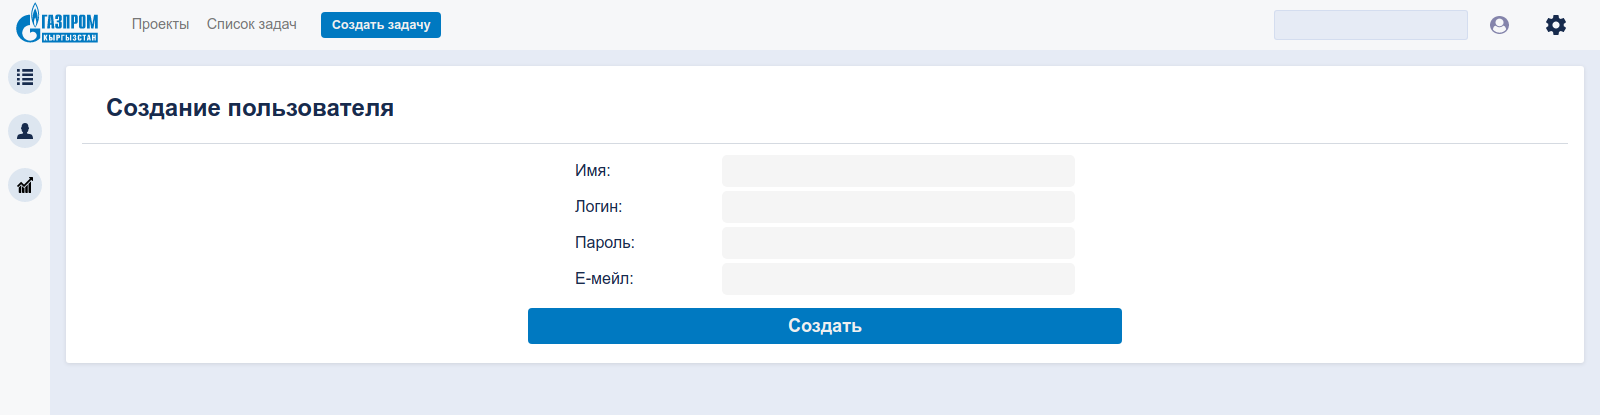 ГАЗПРОМ
КЫРГЫЗСТАН
Проекты Список задач Создать задачу
Создание пользователя
Имя:
Логин:
Пароль:
Е-мейл:
Создать